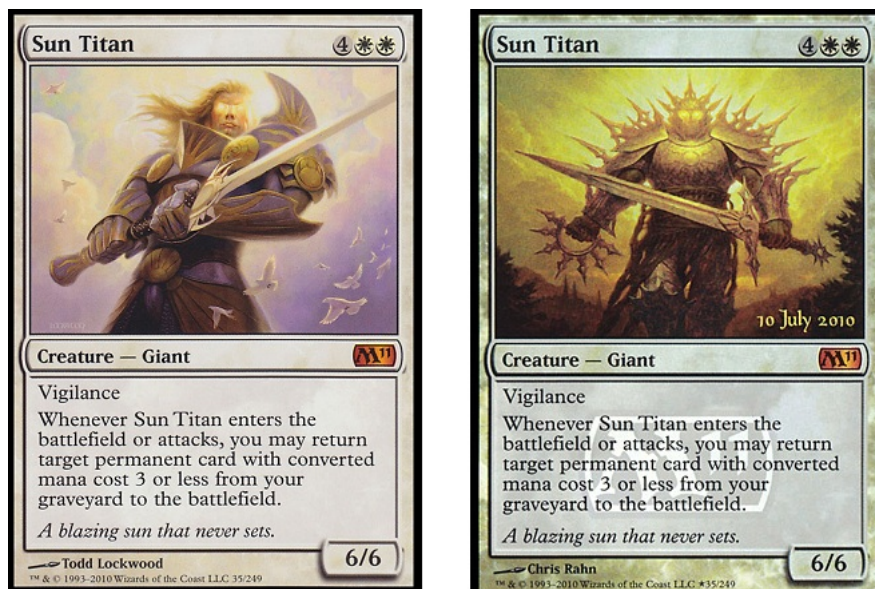 Sun Titan
4
Creature — Giant
M11
Vigilance
Whenever Sun Titan enters the
battlefield or attacks, you may return
target permanent card with converted
mana cost 3 or less from your
graveyard to the battlefield.
A blazing sun that never sets.
6/6
Todd Lockwood
™ & © 1993–2010 Wizards of the Coast LLC 35/249
Sun Titan
4
10 July 2010
Creature — Giant
M11
Vigilance
Whenever Sun Titan enters the
battlefield or attacks, you may return
target permanent card with converted
mana cost 3 or less from your
graveyard to the battlefield.
A blazing sun that never sets.
6/6
Chris Rahn
™ & © 1993–2010 Wizards of the Coast LLC ★35/249